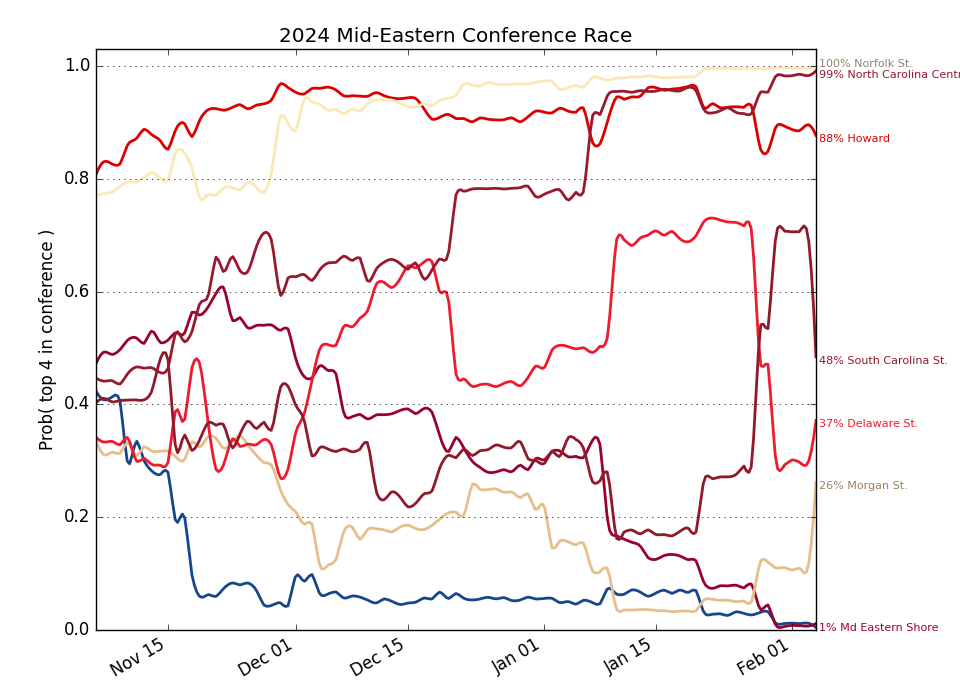 2024 Mid-Eastern Conference Race
Prob( top 4 in conference )
1.0
0.8
0.6
0.4
0.2
0.0
Nov 15
Dec 01
Dec 15
Jan 01
Jan 15
Feb 01
100% Norfolk St.
99% North Carolina Centr
88% Howard
48% South Carolina St.
37% Delaware St.
26% Morgan St.
1% Md Eastern Shore